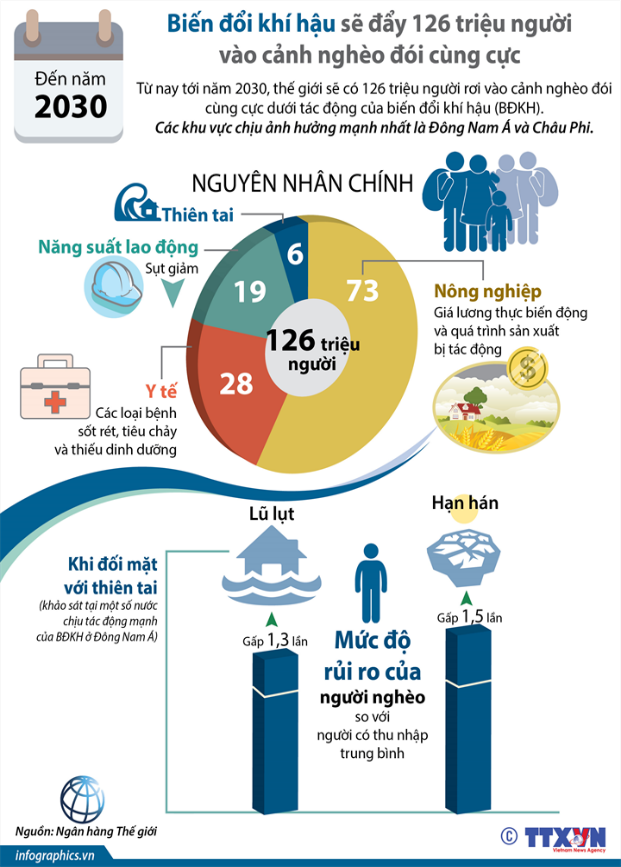 Đến năm
2030
Biến đổi khí hậu sẽ đẩy 126 triệu người
vào cảnh nghèo đói cùng cực
Từ nay tới năm 2030, thế giới sẽ có 126 triệu người rơi vào cảnh nghèo đói
cùng cực dưới tác động của biến đổi khí hậu (BĐKH).
Các khu vực chịu ảnh hưởng mạnh nhất là Đông Nam Á và Châu Phi.
NGUYÊN NHÂN CHÍNH
Thiên tai
6
Năng suất lao động
Sụt giảm
19
73
Nông nghiệp
Giá lương thực biến động
và quá trình sản xuất
bị tác động
$
126 triệu
người
Y tế
28
Các loại bệnh
sốt rét, tiêu chảy
và thiếu dinh dưỡng
Khi đối mặt
với thiên tai
(khảo sát tại một số nước
chịu tác động mạnh
của BĐKH ở Đông Nam Á)
Lũ lụt
Gấp 1,3 lần
Hạn hán
Gấp 1,5 lần
Mức độ
rủi ro của
người nghèo
so với
người có thu nhập
trung bình
Nguồn: Ngân hàng Thế giới
infographics.vn
© TTXVN
Vietnam News Agency